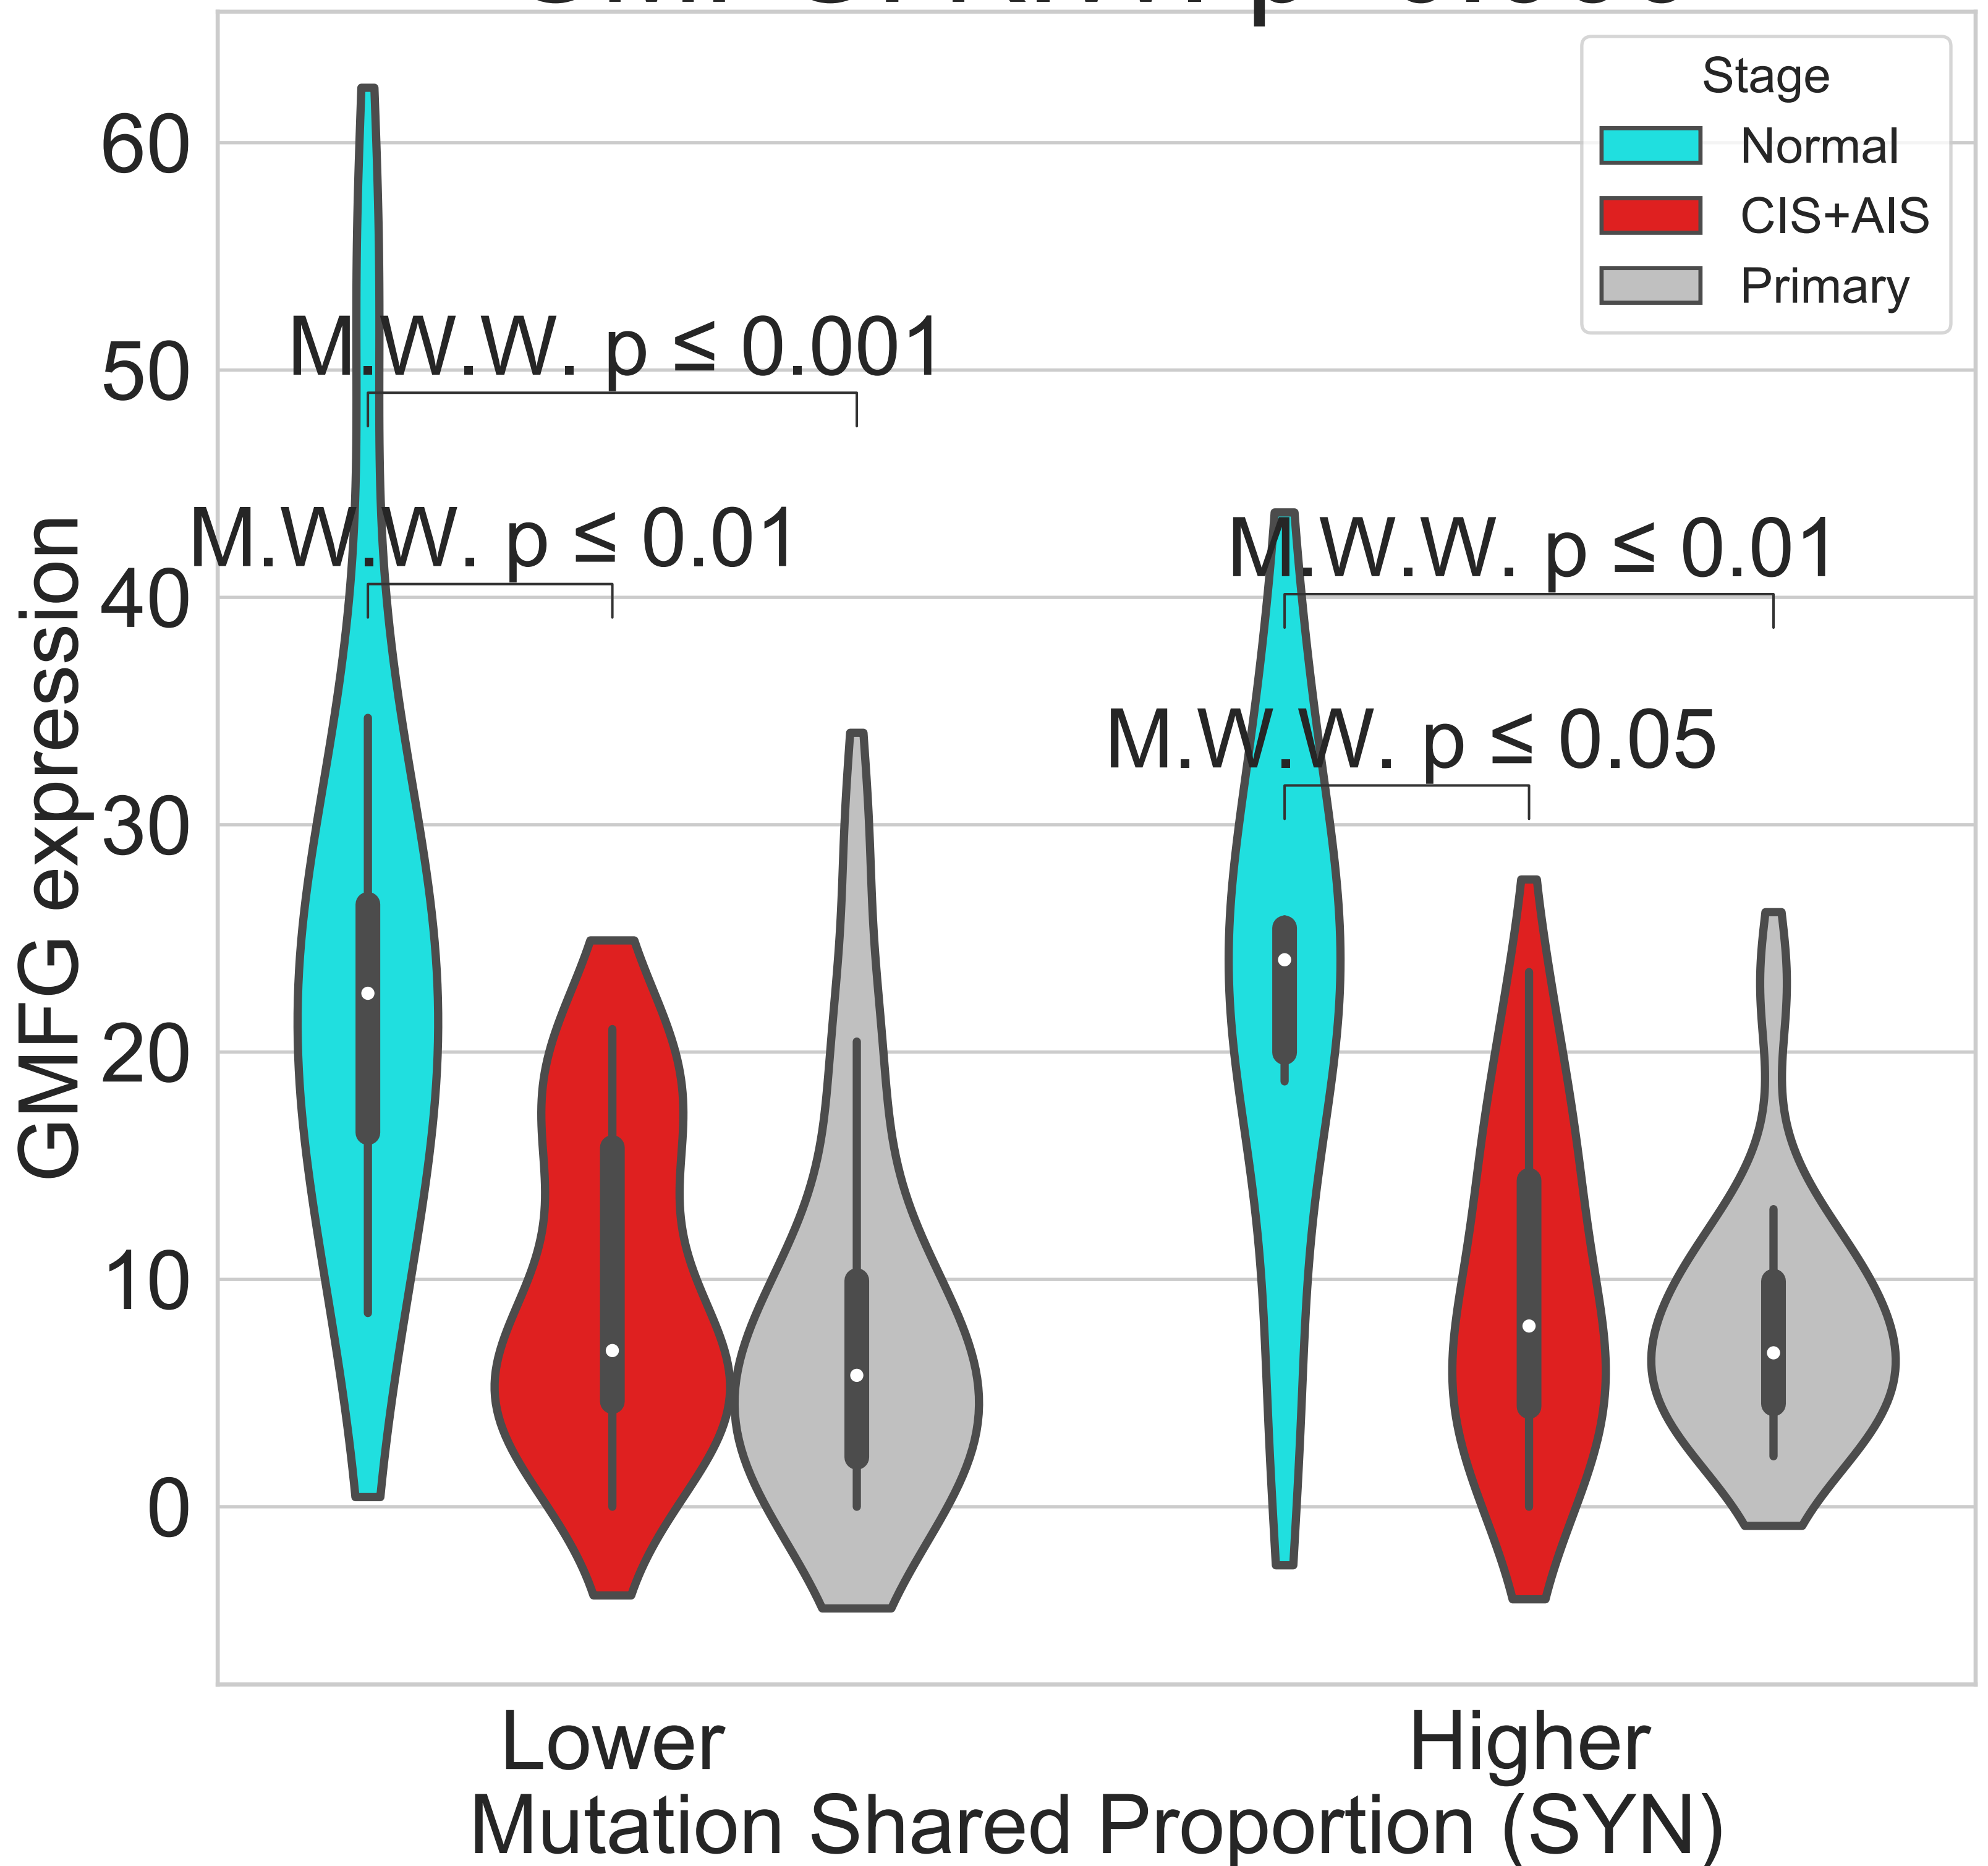 Stage
Normal
CIS+AIS
Primary
60
50
40
30
20
10
0
GMFG expression
M.W.W. p ≤ 0.001
M.W.W. p ≤ 0.01
M.W.W. p ≤ 0.01
M.W.W. p ≤ 0.05
Lower
Higher
Mutation Shared Proportion (SYN)